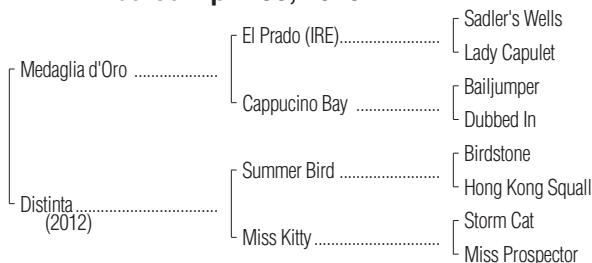 El Prado (IRE)....................
Sadler's Wells
Lady Capulet
Medaglia d'Oro .................
Cappucino Bay .................
Bailjumper
Dubbed In
Summer Bird ....................
Birdstone
Hong Kong Squall
Distinta.............................
(2012)
Miss Kitty.........................
Storm Cat
Miss Prospector